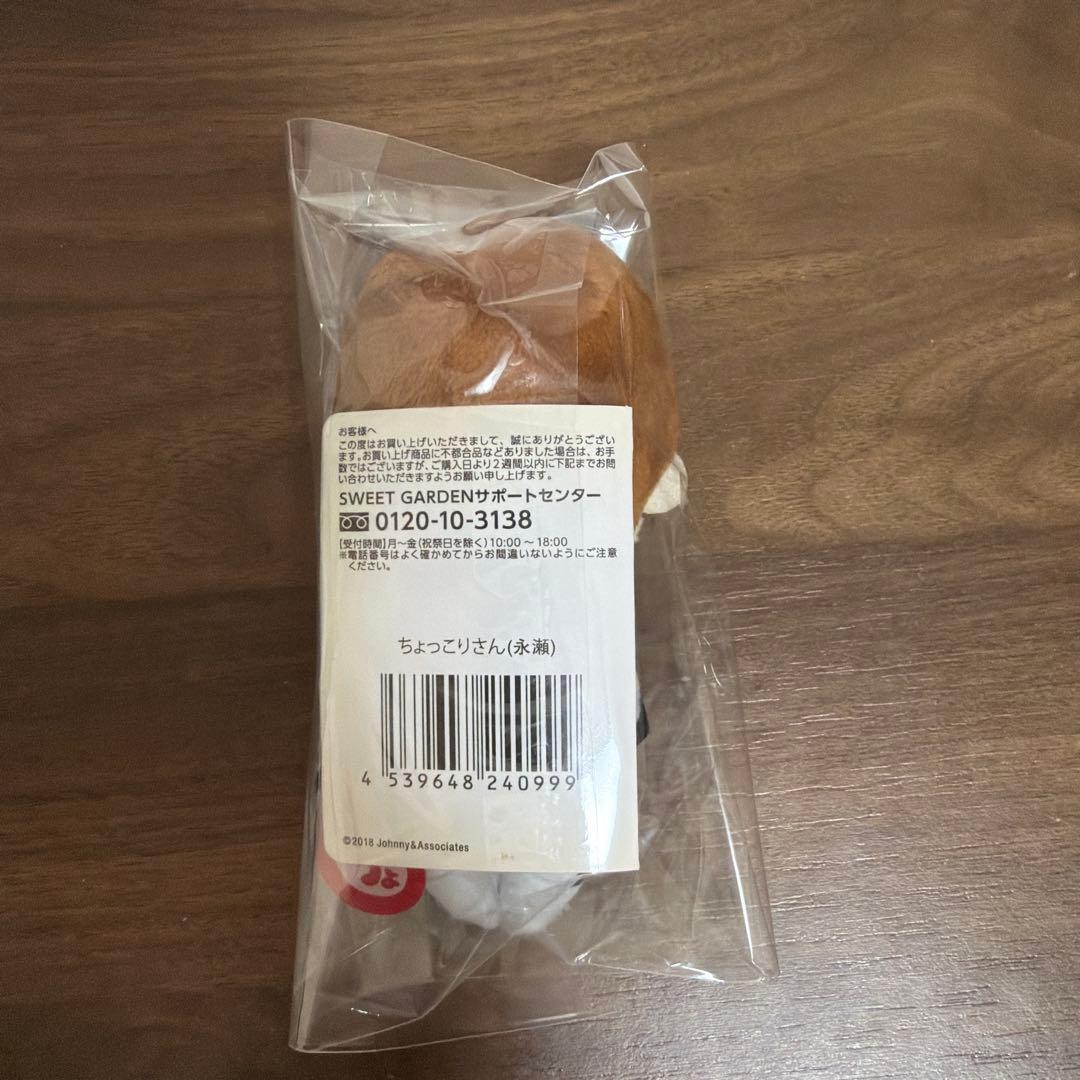 お客様へ
この度はお買い上げいただきまして、誠にありがとうござい
ます。お買い上げ商品に不都合品などありました場合は、お手
数ではございますが、ご購入日より2週間以内に下記までお問
い合わせいただきますようお願い申し上げます。
SWEET GARDENサポートセンター
0120-10-3138
【受付時間】月～金(祝祭日を除く)10:00～18:00
※電話番号はよく確かめてからお間違いないようにご注意
ください。
ちょっこりさん(永瀬)
4 539648 240999
©2018 Johnny&Associates